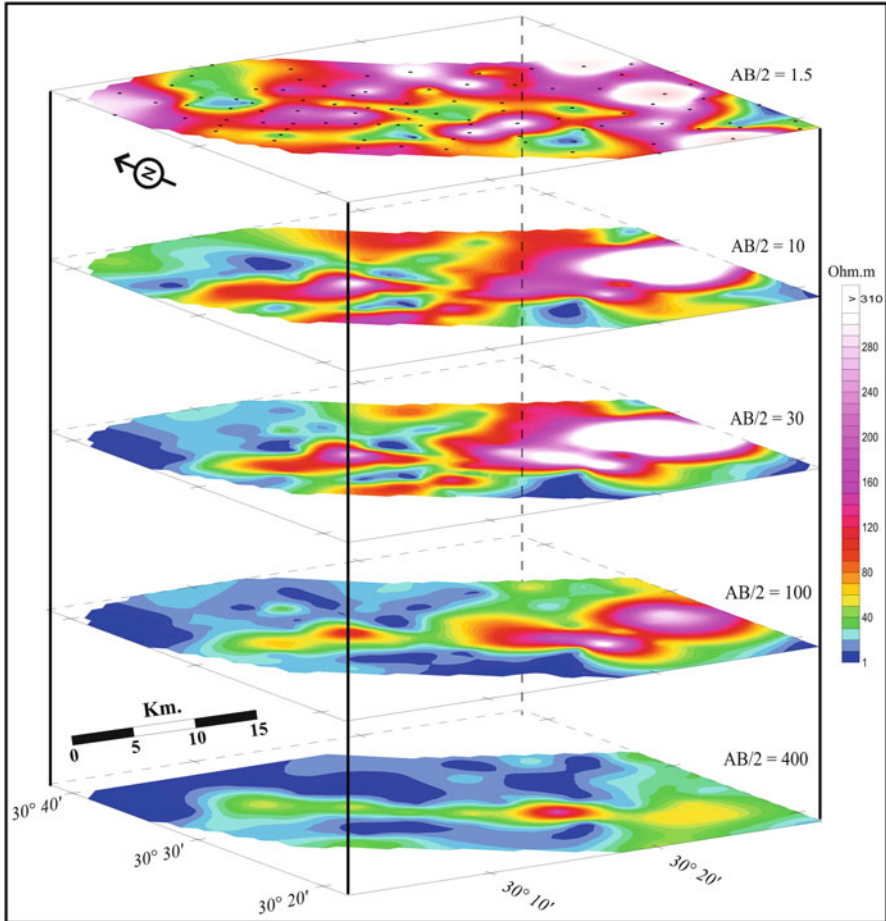 AB/2 = 1.5
N
AB/2 = 10
Ohm.m
> 310
280
240
200
160
120
80
40
1
AB/2 = 30
AB/2 = 100
Km.
0 5 10 15
AB/2 = 400
30° 40'
30° 30'
30° 20'
30° 10'
30° 20'